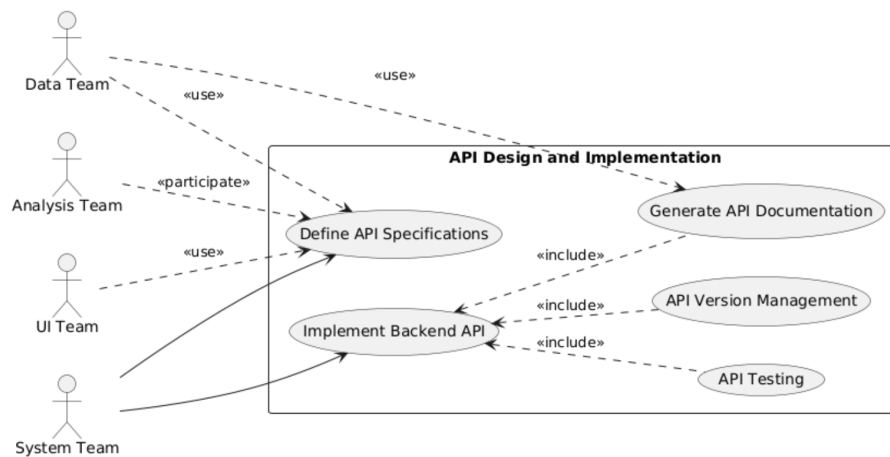 Data Team
«use»
«use»
API Design and Implementation
Analysis Team
«participate»
Generate API Documentation
Define API Specifications
UI Team
«use»
«include»
Implement Backend API
«include»
API Version Management
«include»
API Testing
System Team